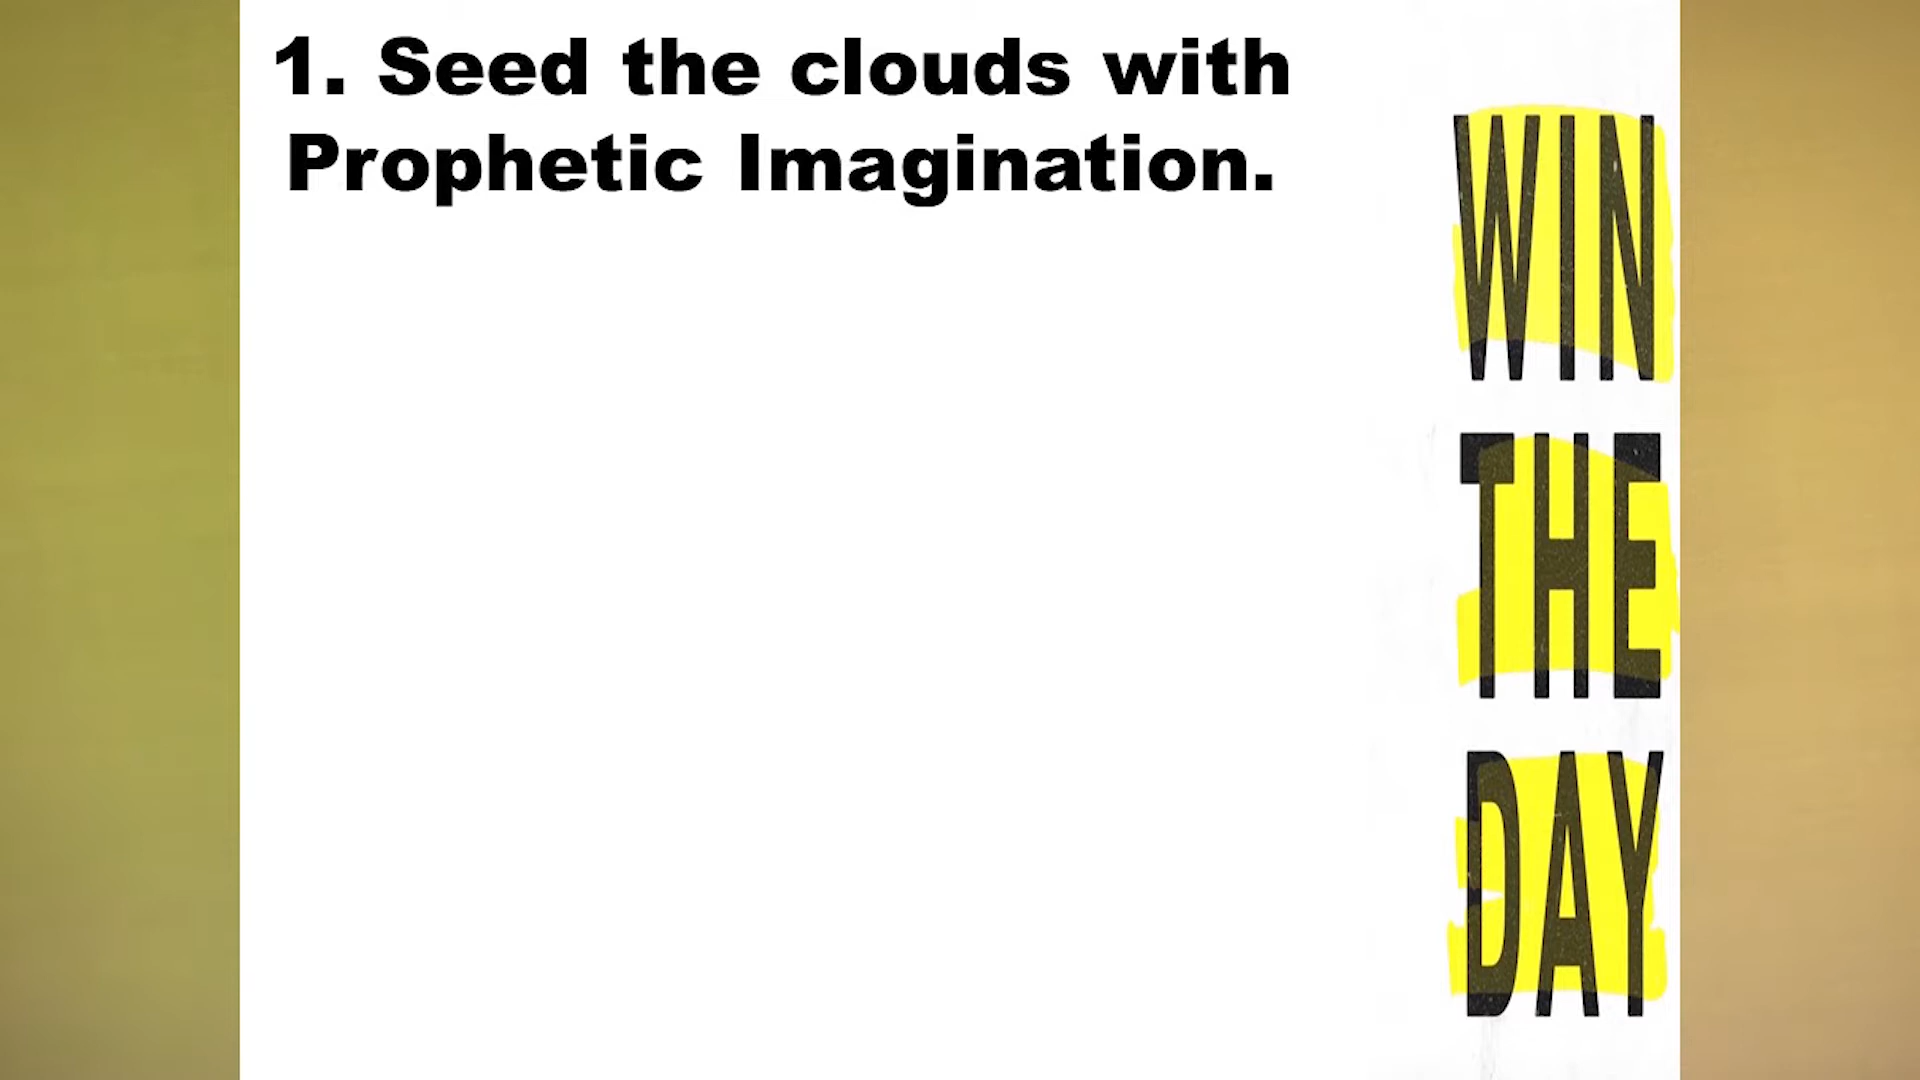 1. Seed the clouds with
Prophetic Imagination.
WIN
THE
DAY